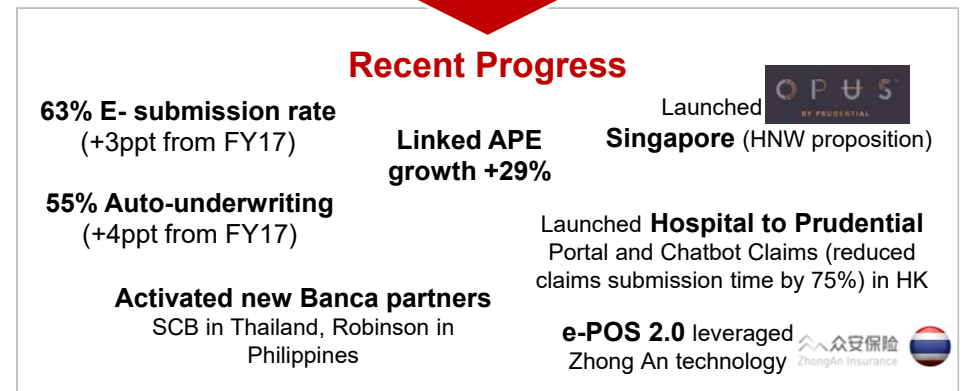 Recent Progress
63% E- submission rate
(+3ppt from FY17)
Linked APE
growth +29%
Launched OPUS
BY PRUDENTIAL
Singapore (HNW proposition)
55% Auto-underwriting
(+4ppt from FY17)
Launched Hospital to Prudential
Portal and Chatbot Claims (reduced
claims submission time by 75%) in HK
Activated new Banca partners
SCB in Thailand, Robinson in
Philippines
e-POS 2.0 leveraged
Zhong An technology
众安保险
ZhongAn Insurance